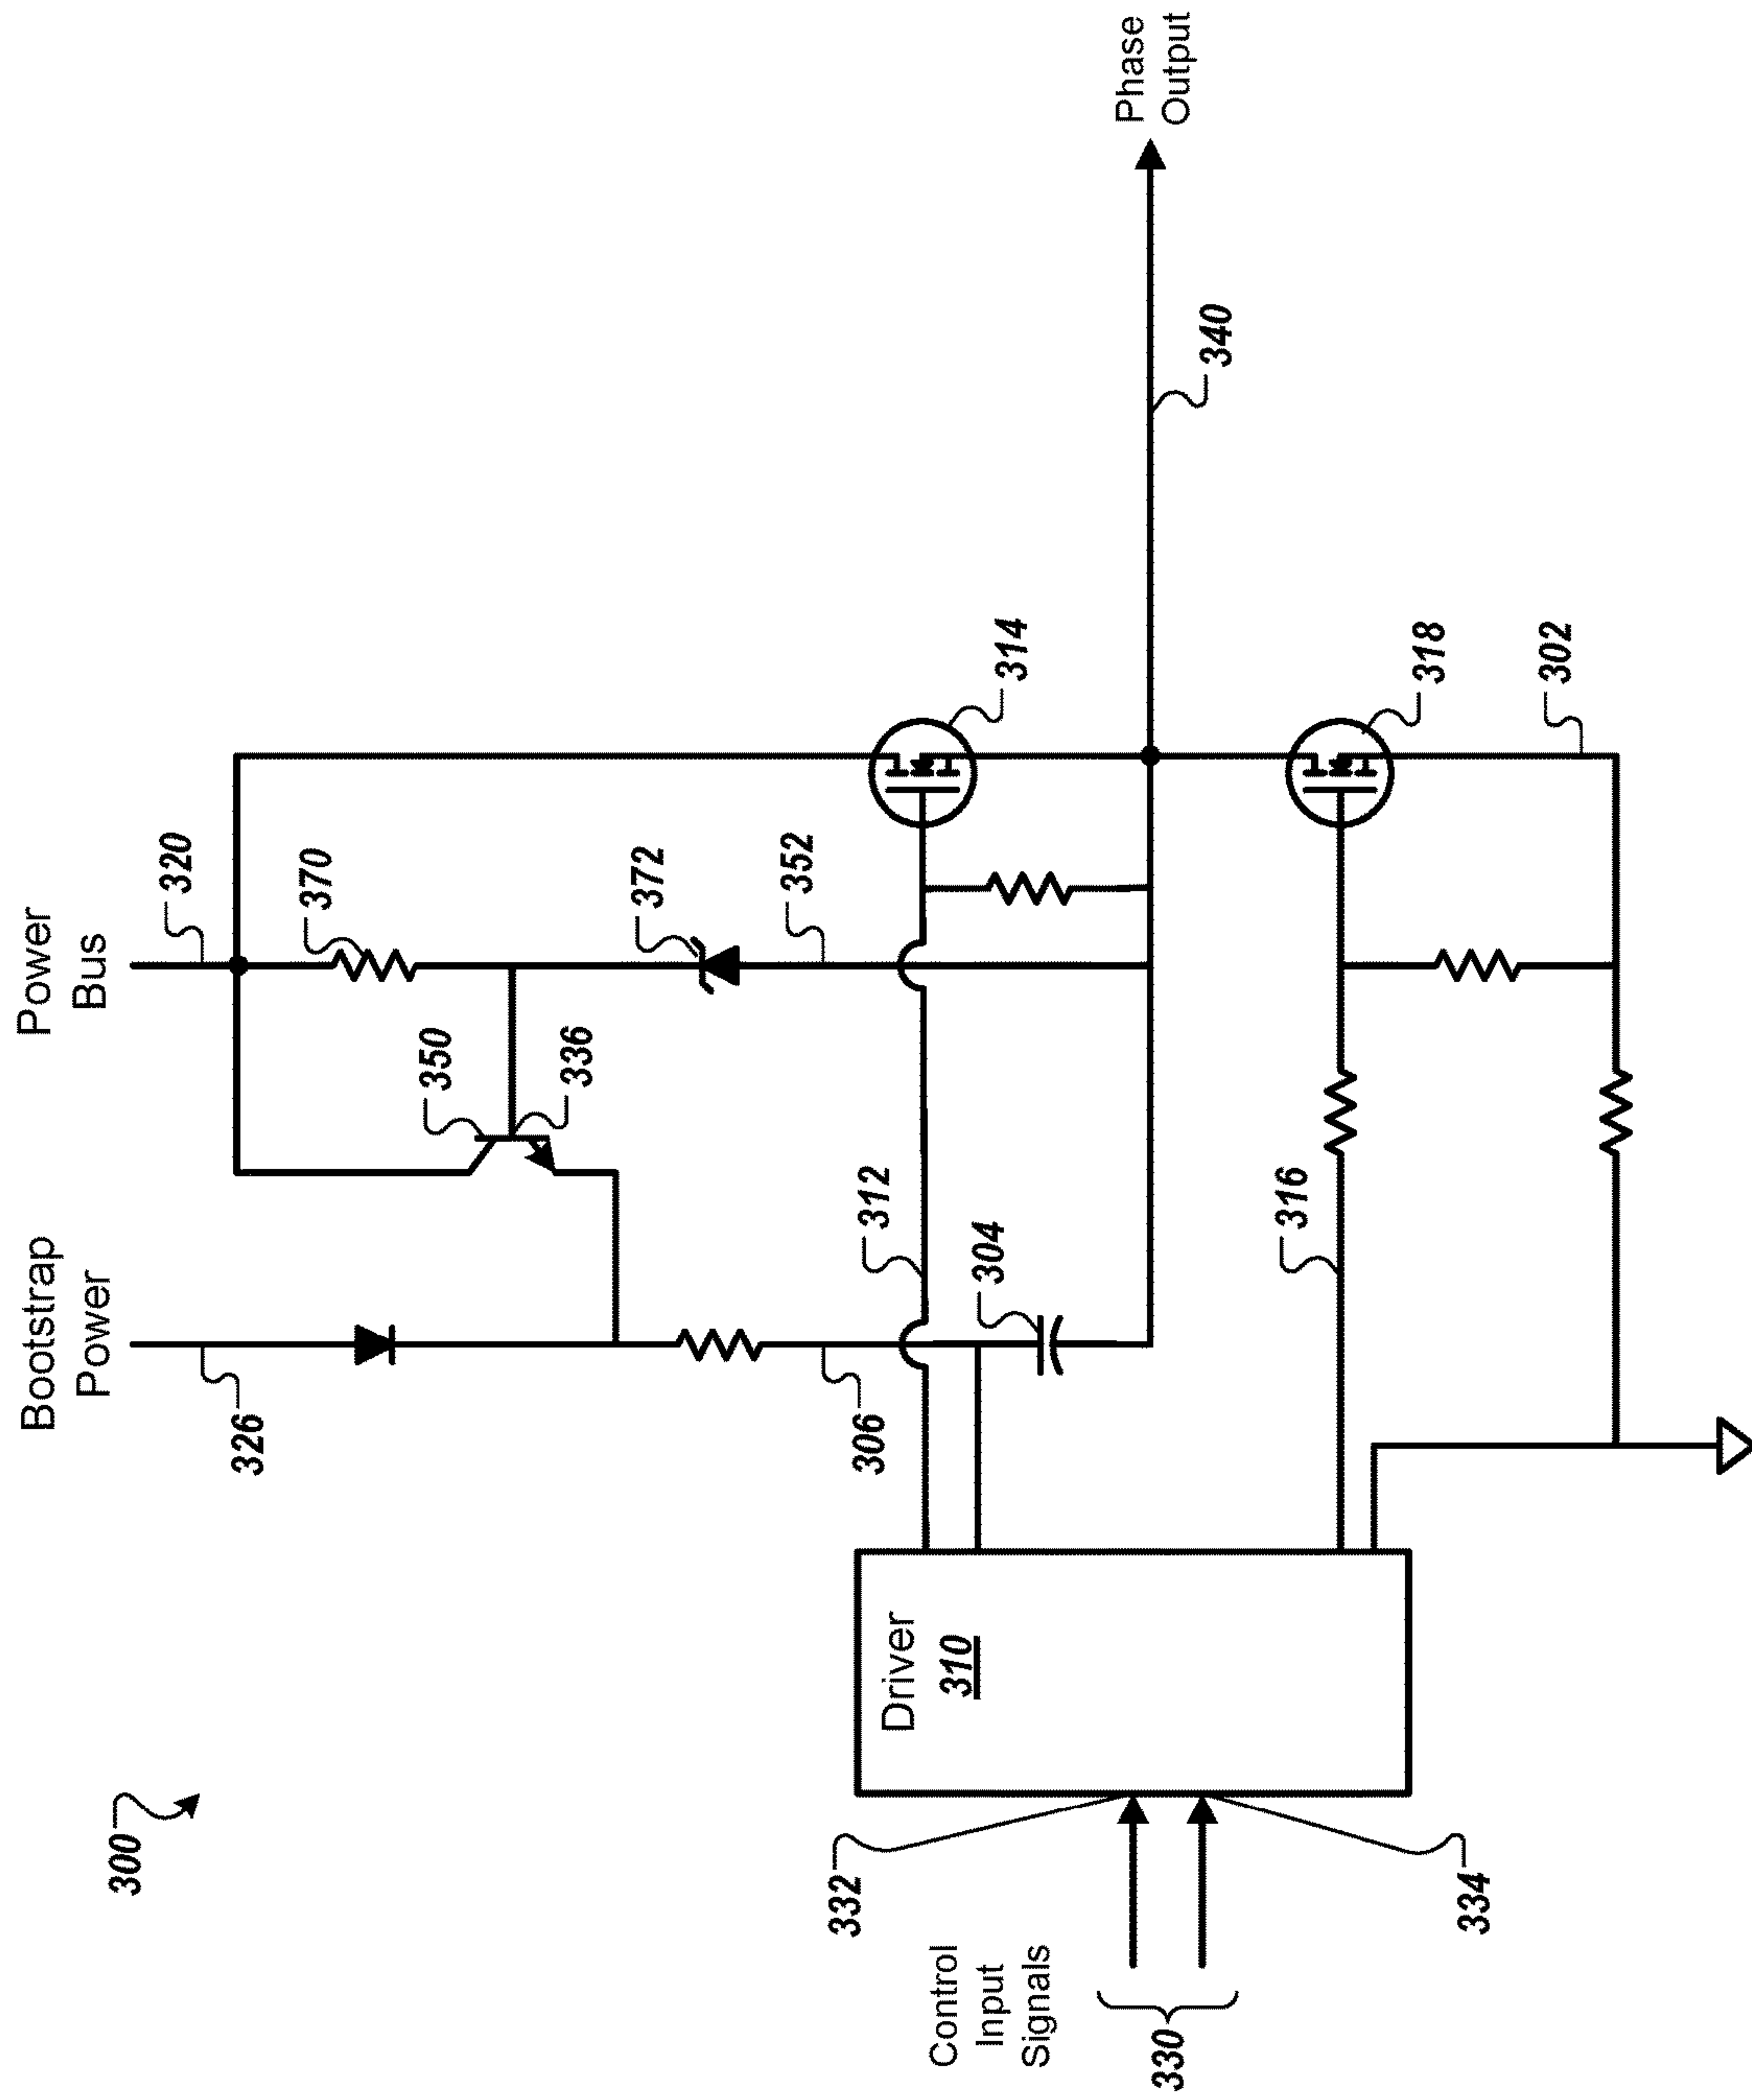 300
Bootstrap
Power
326
Power
Bus
320
370
350
336
372
352
312
306
304
314
Driver
310
332
Control
Input
Signals
330
334
316
340
Phase
Output
318
302